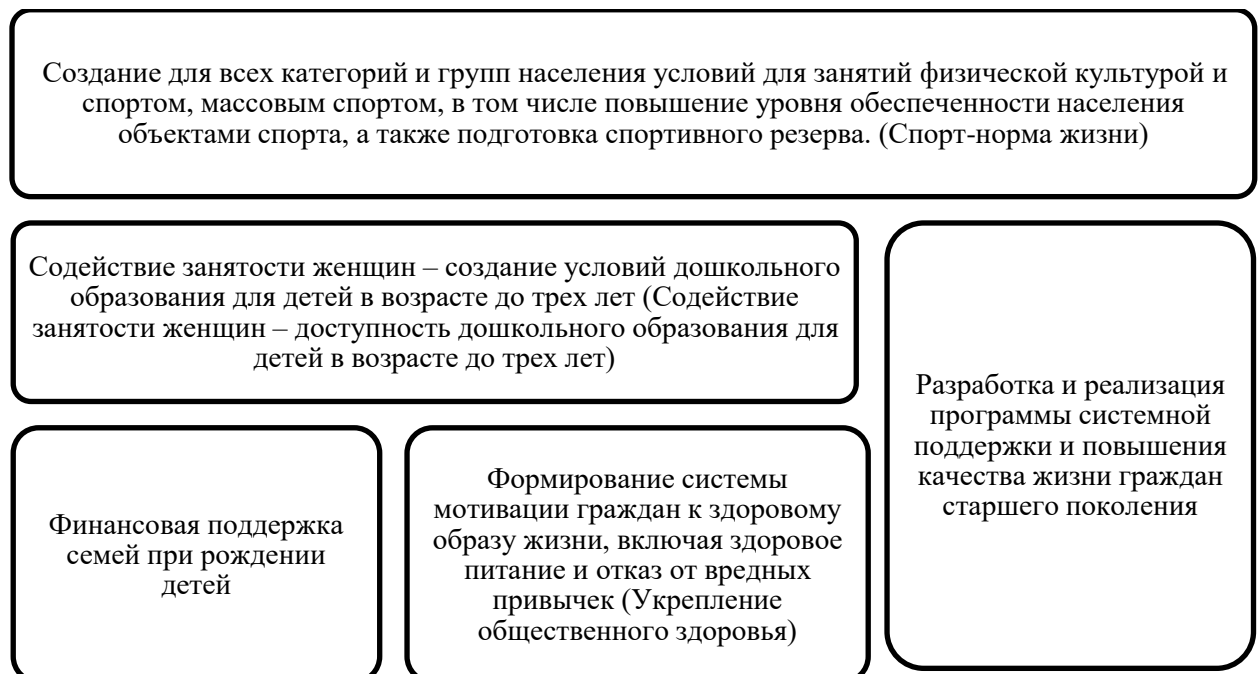 Создание для всех категорий и групп населения условий для занятий физической культурой и
спортом, массовым спортом, в том числе повышение уровня обеспеченности населения
объектами спорта, а также подготовка спортивного резерва. (Спорт-норма жизни)
Содействие занятости женщин – создание условий дошкольного
образования для детей в возрасте до трех лет (Содействие
занятости женщин – доступность дошкольного образования для
детей в возрасте до трех лет)
Разработка и реализация
программы системной
поддержки и повышения
качества жизни граждан
старшего поколения
Финансовая поддержка
семей при рождении
детей
Формирование системы
мотивации граждан к здоровому
образу жизни, включая здоровое
питание и отказ от вредных
привычек (Укрепление
общественного здоровья)